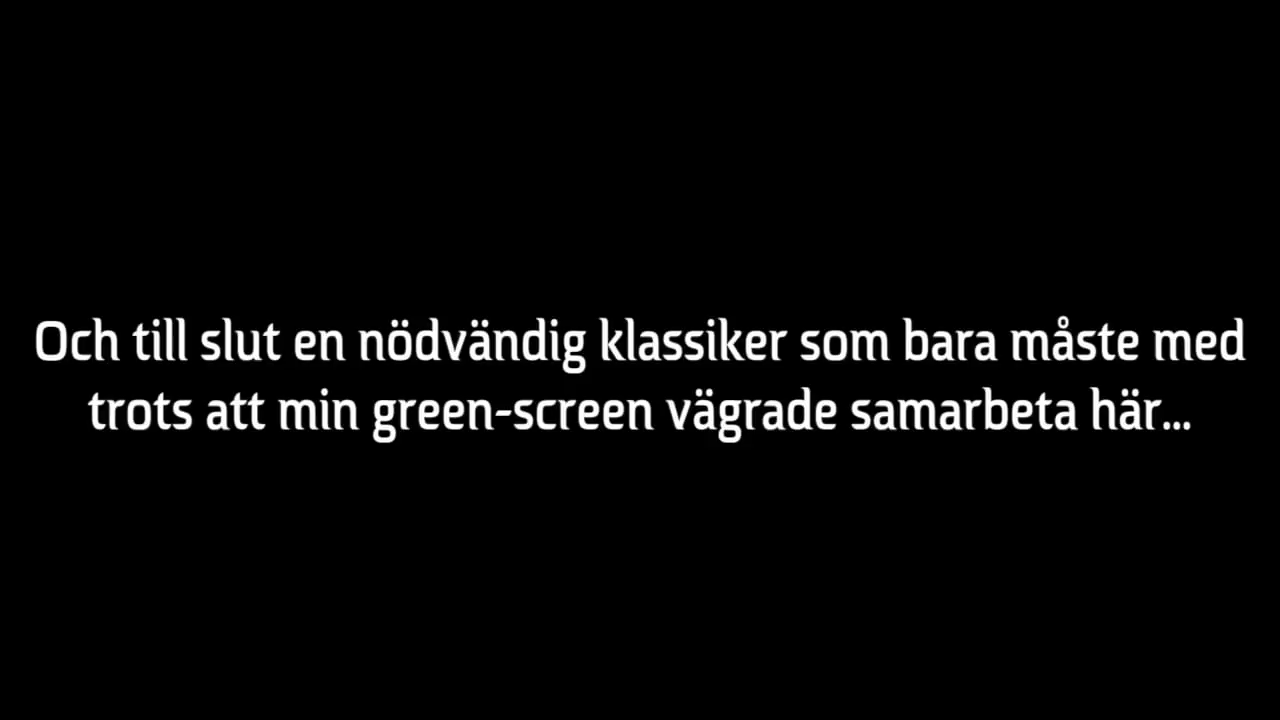 Och till slut en nödvändig klassiker som bara måste med
trots att min green-screen vägrade samarbeta här...